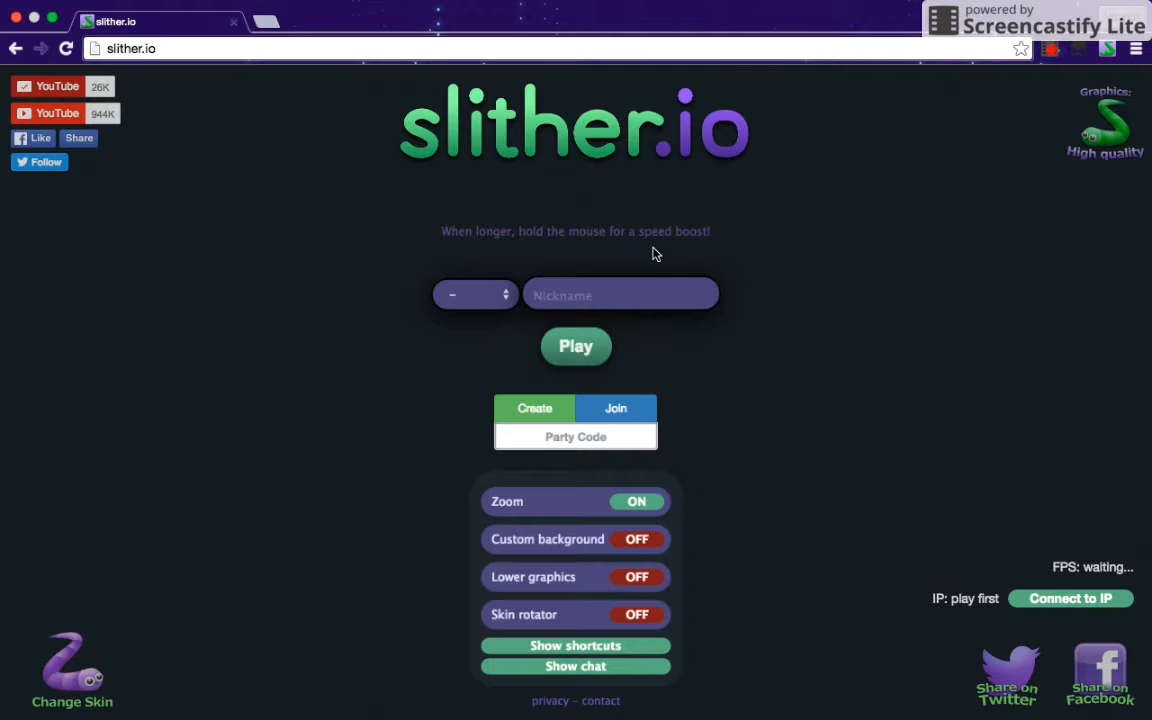 slither.io
powered by
Screencastify Lite
slither.io
YouTube 26K
YouTube 944K
Like Share
Follow
slither.io
Graphics:
High quality
When longer, hold the mouse for a speed boost!
– Nickname
Play
Create Join
Party Code
Zoom ON
Custom background OFF
Lower graphics OFF
Skin rotator OFF
Show shortcuts
Show chat
privacy – contact
FPS: waiting...
IP: play first Connect to IP
Change Skin
Share on
Twitter
Share on
Facebook